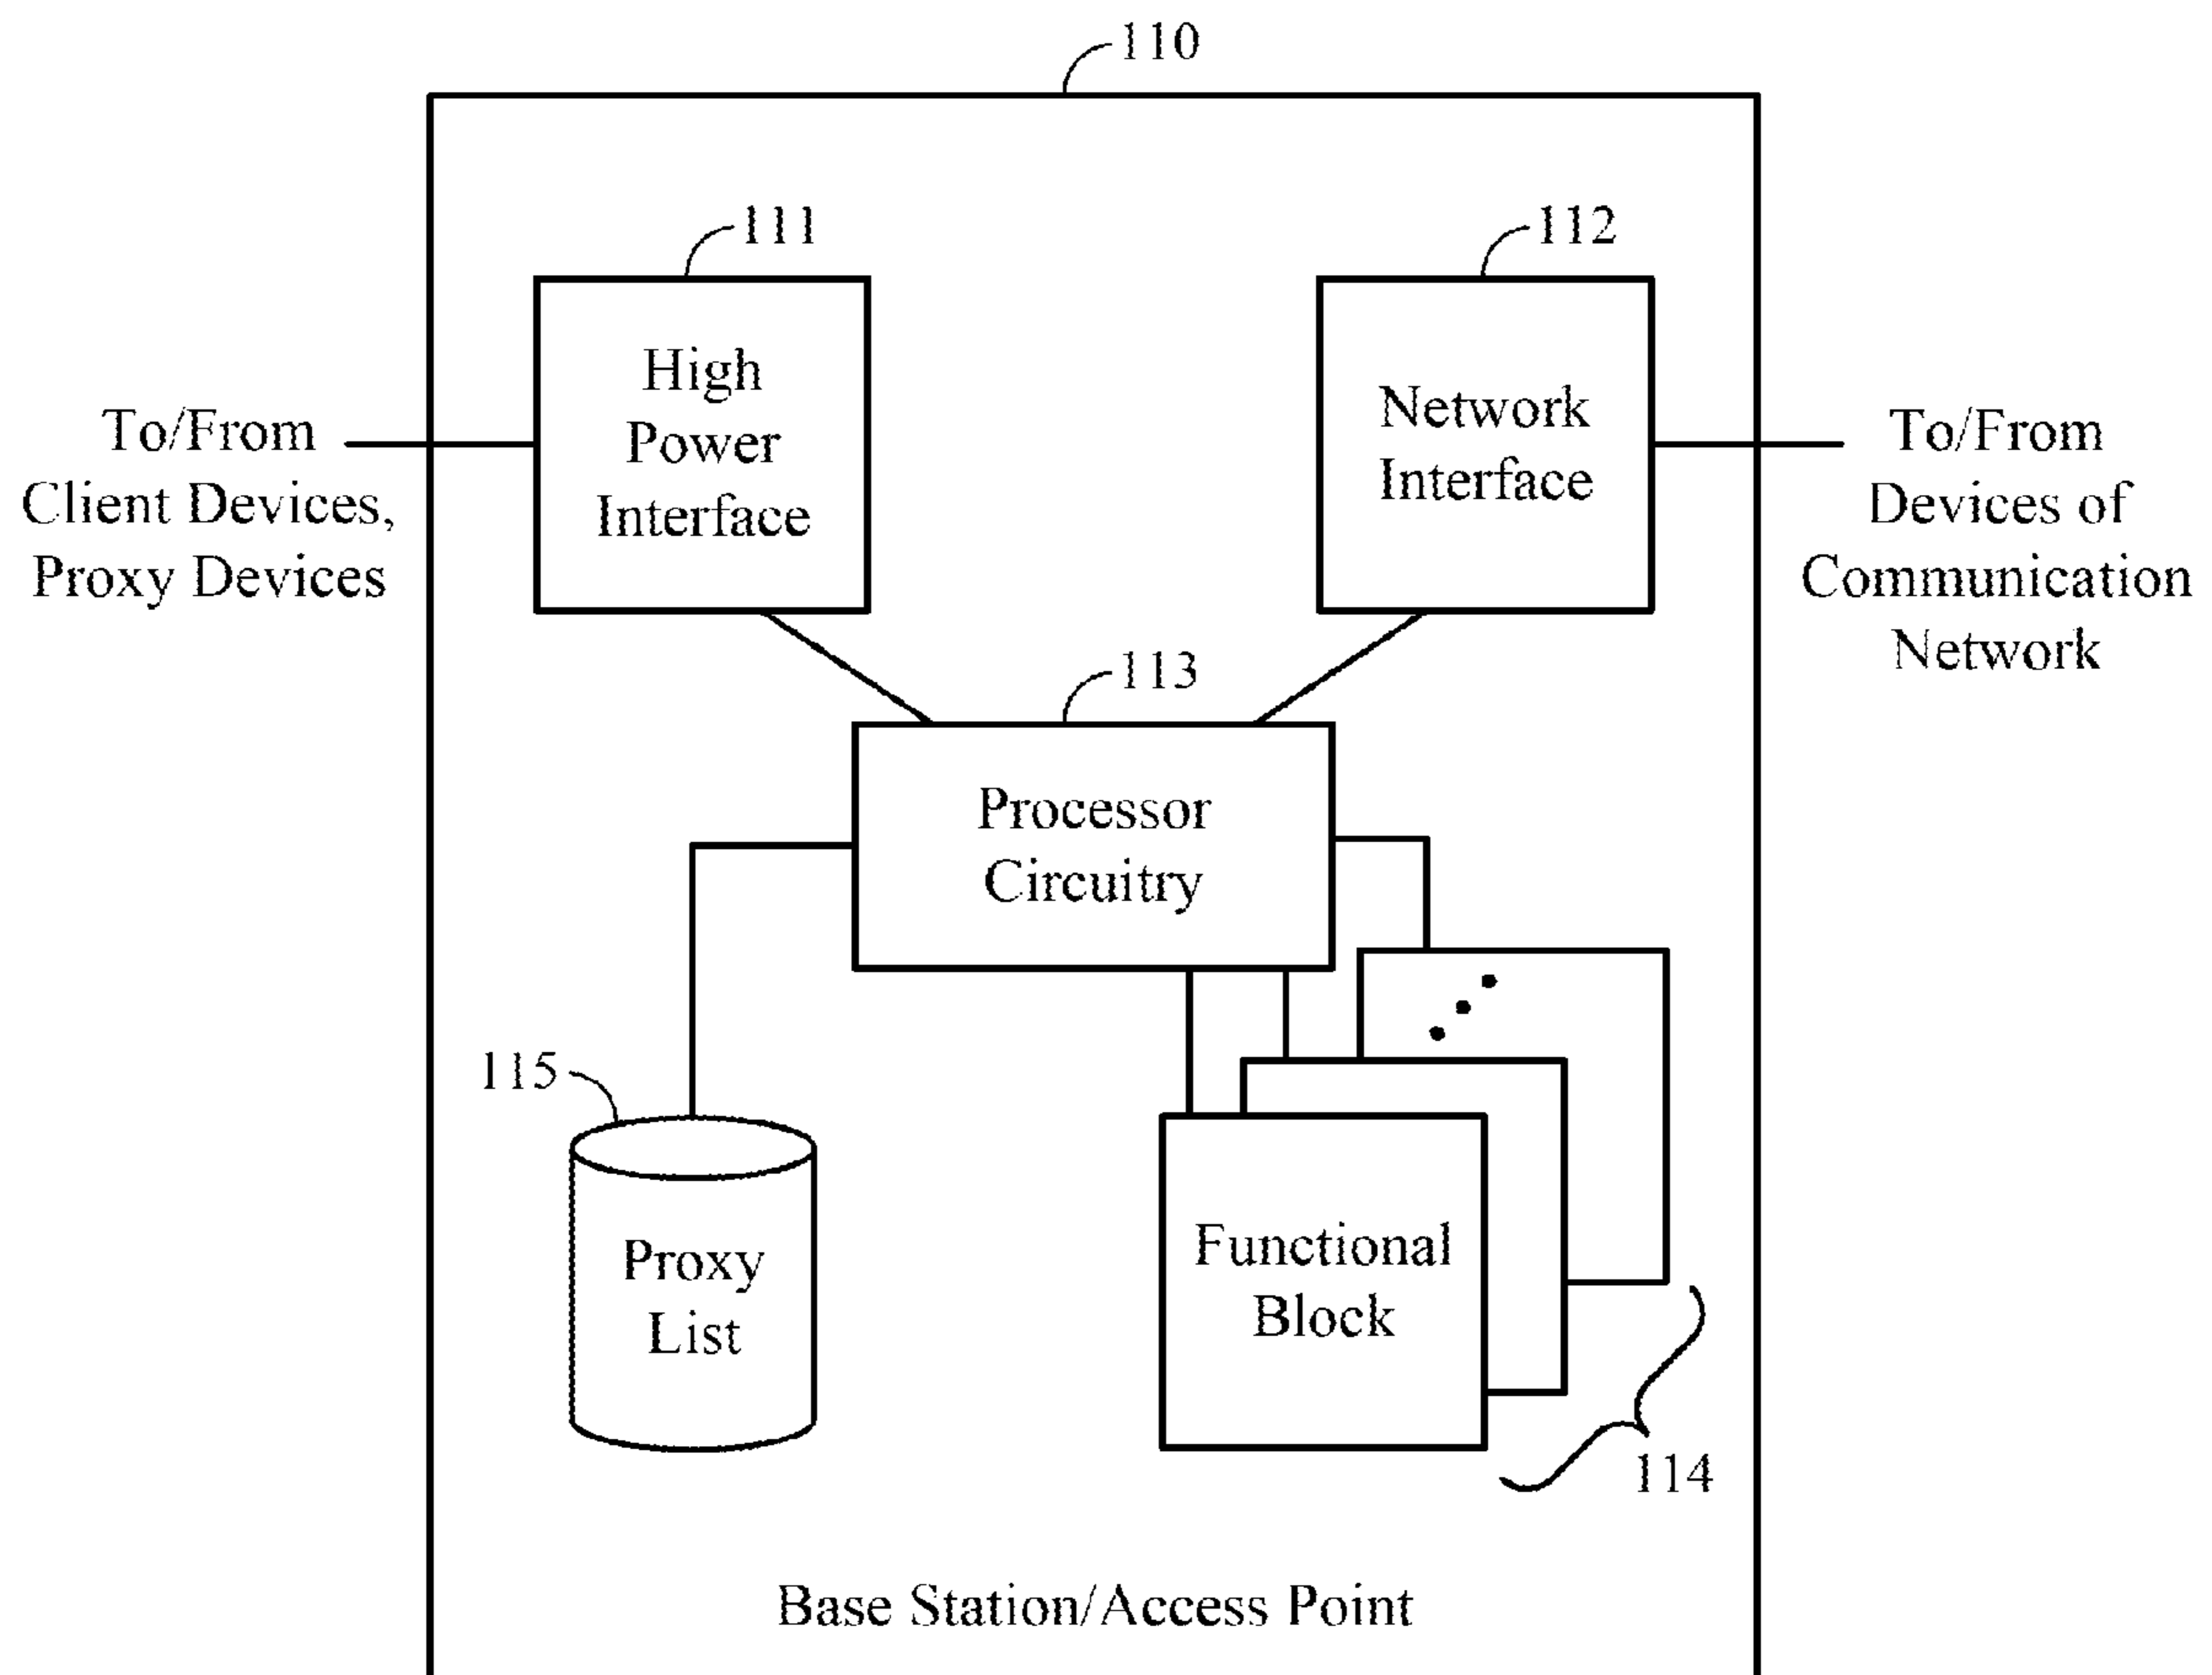 110
111
112
High
Power
Interface
Network
Interface
To/From
Client Devices,
Proxy Devices
To/From
Devices of
Communication
Network
113
Processor
Circuitry
115
Proxy
List
Functional
Block
114
Base Station/Access Point